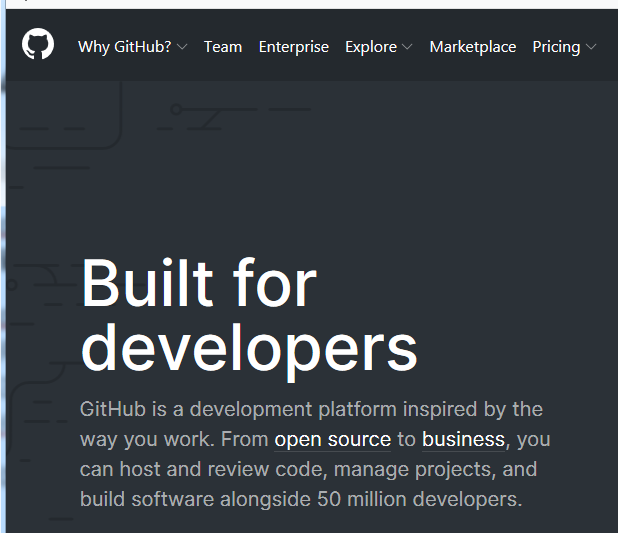 Why GitHub? Team Enterprise Explore Marketplace Pricing
Built for
developers
GitHub is a development platform inspired by the
way you work. From open source to business, you
can host and review code, manage projects, and
build software alongside 50 million developers.